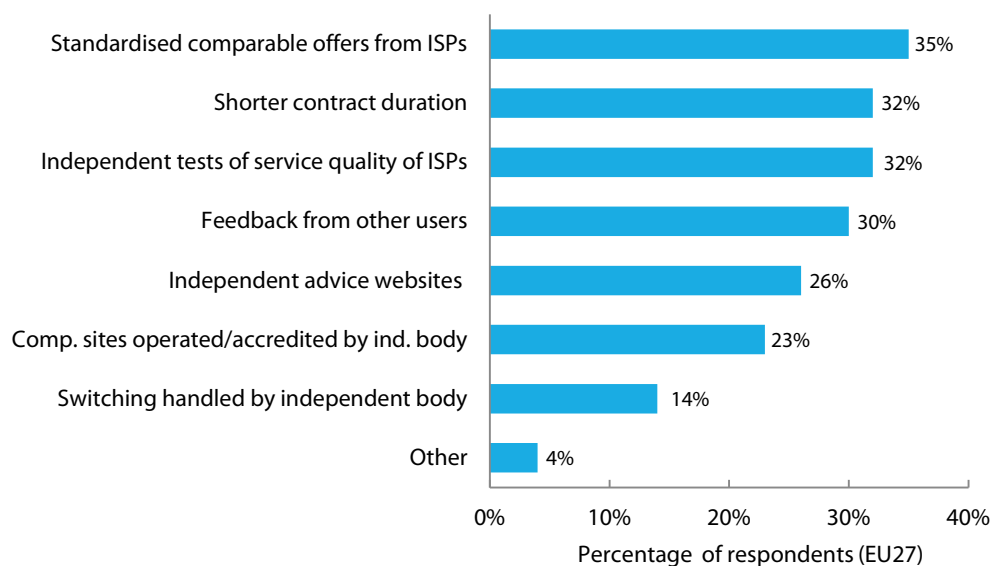 Standardised comparable offers from ISPs 35%
Shorter contract duration 32%
Independent tests of service quality of ISPs 32%
Feedback from other users 30%
Independent advice websites 26%
Comp. sites operated/accredited by ind. body 23%
Switching handled by independent body 14%
Other 4%
0% 10% 20% 30% 40%
Percentage of respondents (EU27)